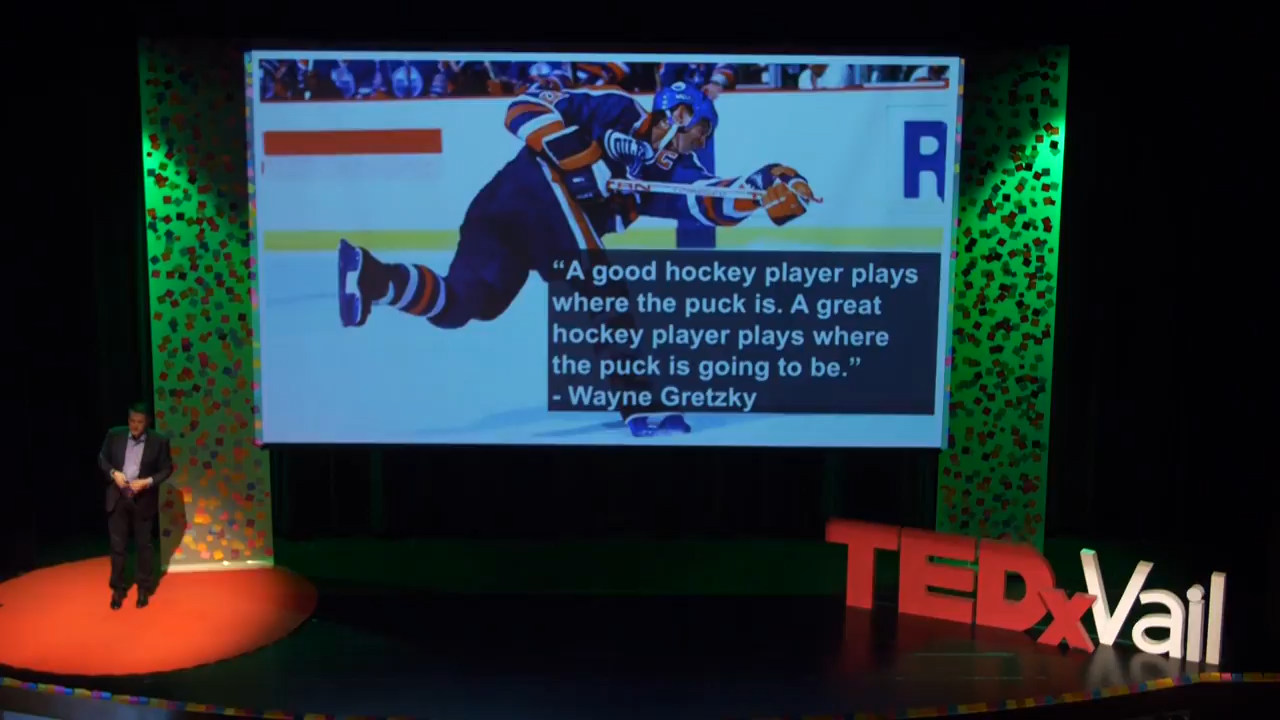 R
C
“A good hockey player plays
where the puck is. A great
hockey player plays where
the puck is going to be.”
- Wayne Gretzky
TEDxVail